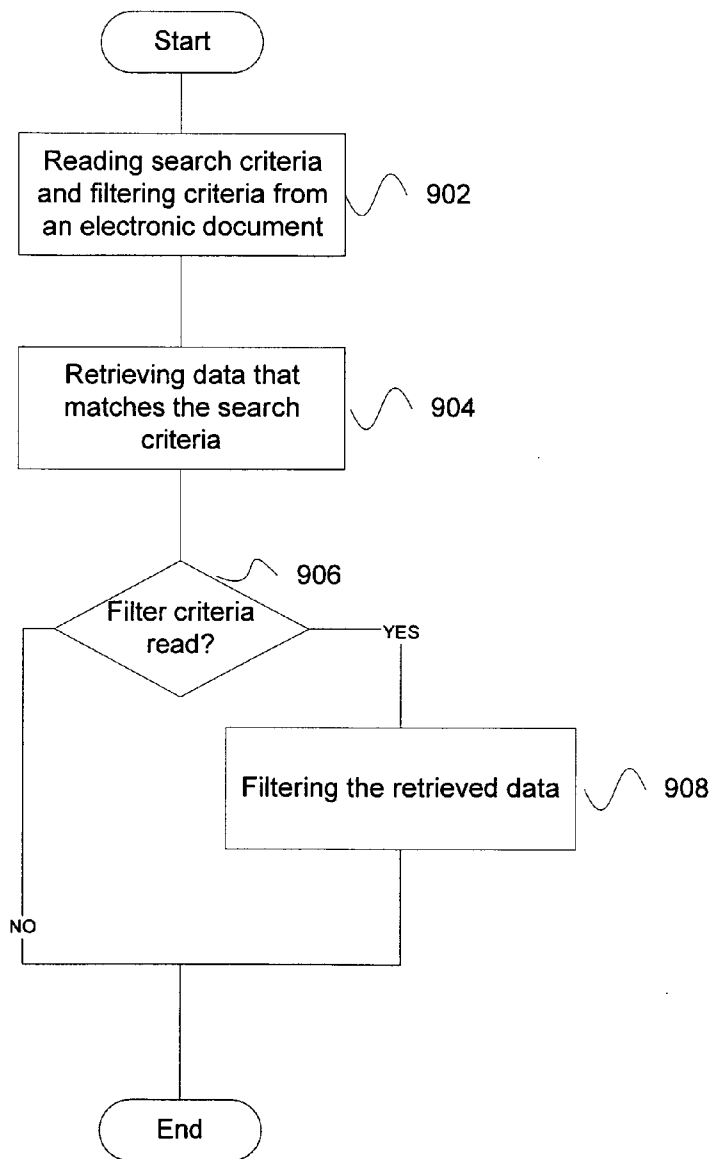 Start
Reading search criteria
and filtering criteria from
an electronic document
902
Retrieving data that
matches the search
criteria
904
906
Filter criteria
read?
YES
Filtering the retrieved data
908
NO
End